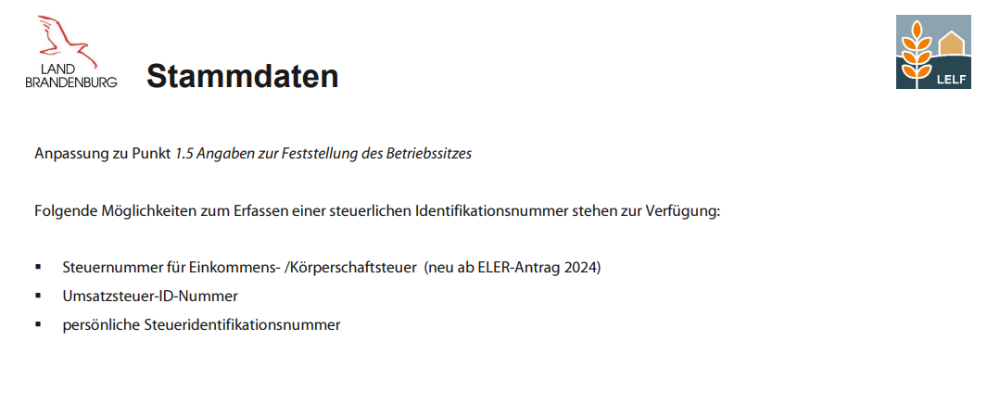 LAND
BRANDENBURG
Stammdaten
LELF
Anpassung zu Punkt 1.5 Angaben zur Feststellung des Betriebssitzes
Folgende Möglichkeiten zum Erfassen einer steuerlichen Identifikationsnummer stehen zur Verfügung:
▪ Steuernummer für Einkommens- /Körperschaftsteuer (neu ab ELER-Antrag 2024)
▪ Umsatzsteuer-ID-Nummer
▪ persönliche Steueridentifikationsnummer